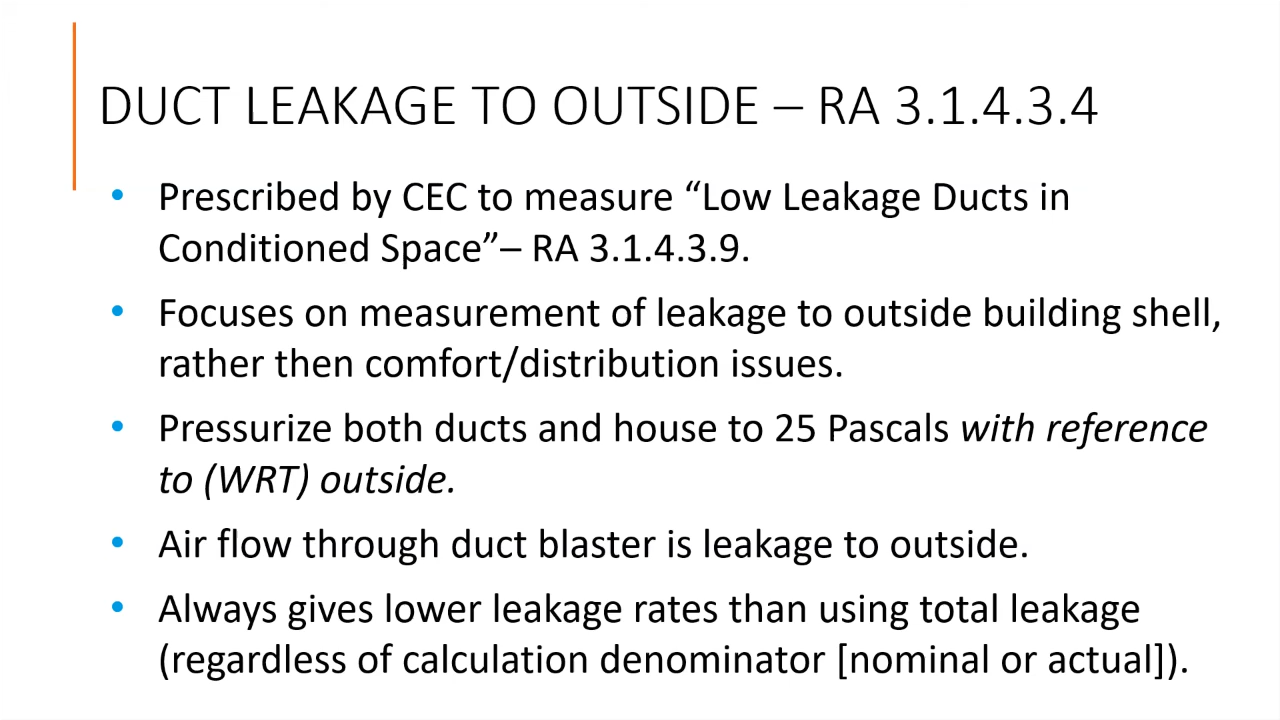 DUCT LEAKAGE TO OUTSIDE – RA 3.1.4.3.4
• Prescribed by CEC to measure “Low Leakage Ducts in
Conditioned Space”– RA 3.1.4.3.9.
• Focuses on measurement of leakage to outside building shell,
rather then comfort/distribution issues.
• Pressurize both ducts and house to 25 Pascals with reference
to (WRT) outside.
• Air flow through duct blaster is leakage to outside.
• Always gives lower leakage rates than using total leakage
(regardless of calculation denominator [nominal or actual]).